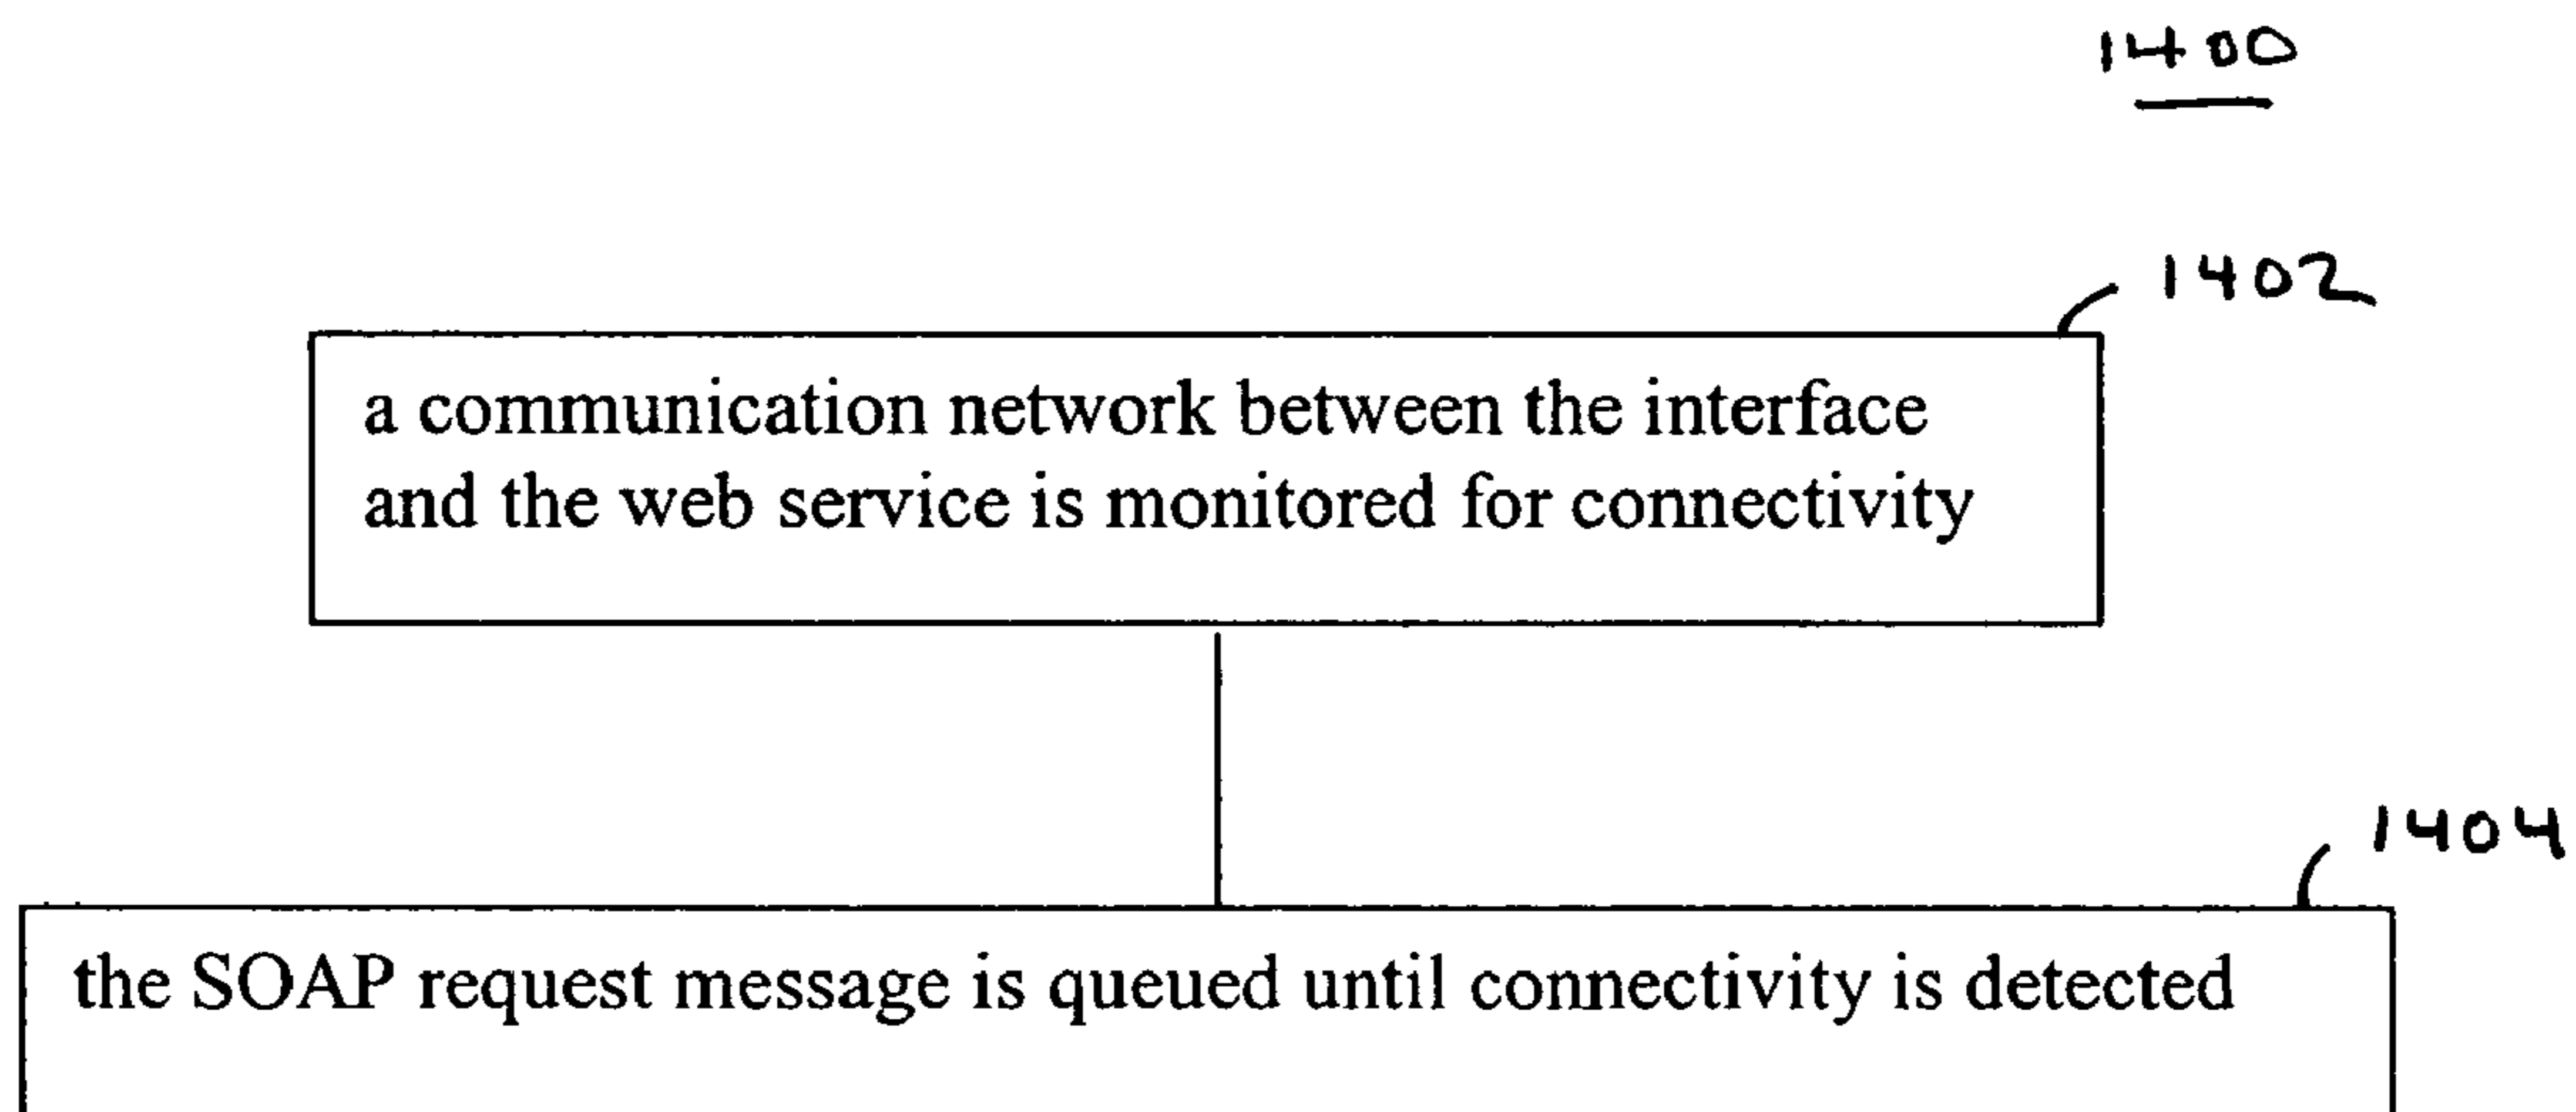 1400
1402
a communication network between the interface
and the web service is monitored for connectivity
1404
the SOAP request message is queued until connectivity is detected